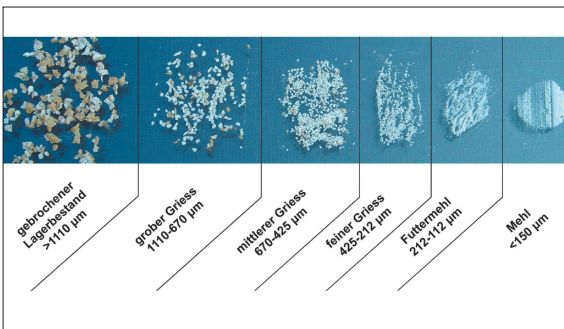 gebrochener
Lagerbestand
>1110 µm
grober Griess
1110-670 µm
mittlerer Griess
670-425 µm
feiner Griess
425-212 µm
Futtermehl
212-112 µm
Mehl
<150 µm